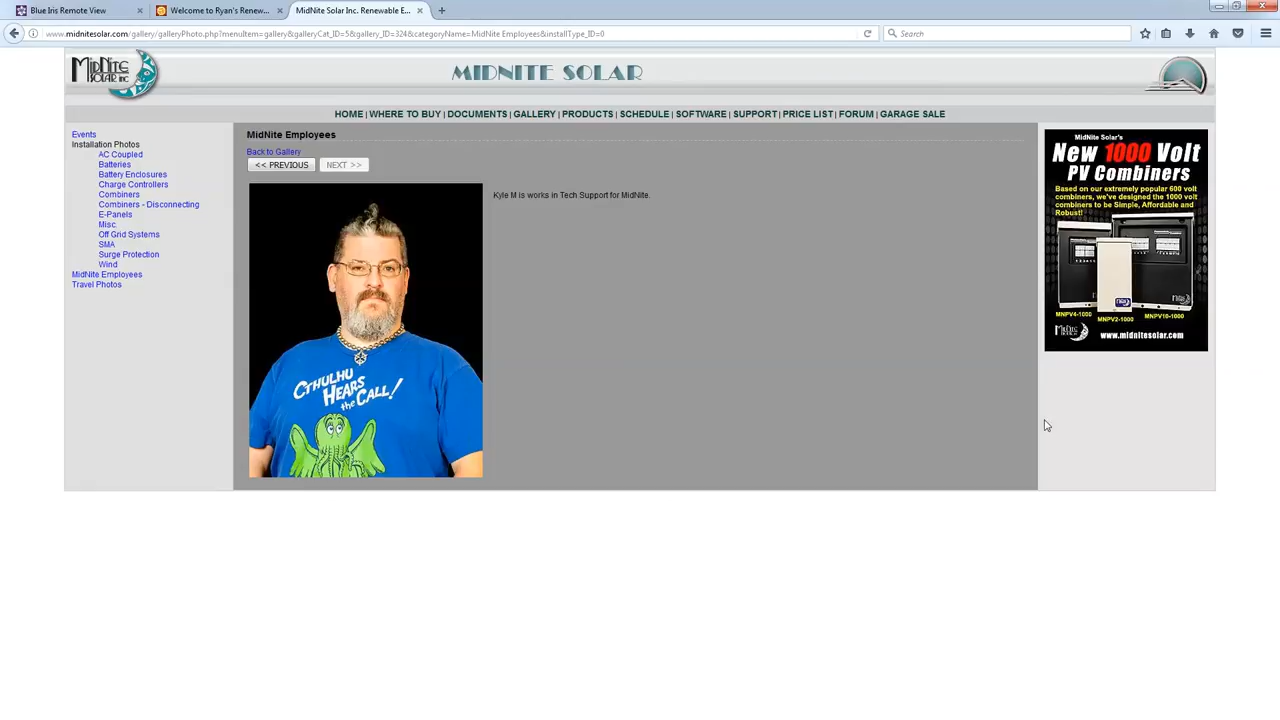 Blue Iris Remote View
Welcome to Ryan's Renew...
MidNite Solar Inc. Renewable E...
www.midnitesolar.com/gallery/galleryPhoto.php?menuItem=gallery&galleryCat_ID=5&gallery_ID=324&categoryName=MidNite Employees&installType_ID=0
Search
MIDNITE
SOLAR INC.
MIDNITE SOLAR
HOME | WHERE TO BUY | DOCUMENTS | GALLERY | PRODUCTS | SCHEDULE | SOFTWARE | SUPPORT | PRICE LIST | FORUM | GARAGE SALE
Events
Installation Photos
AC Coupled
Batteries
Battery Enclosures
Charge Controllers
Combiners
Combiners - Disconnecting
E-Panels
Misc.
Off Grid Systems
SMA
Surge Protection
Wind
MidNite Employees
Travel Photos
MidNite Employees
Back to Gallery
<< PREVIOUS
NEXT >>
Kyle M is works in Tech Support for MidNite.
CTHULHU
HEARS
the CALL!
MidNite Solar's
New 1000 Volt
PV Combiners
Based on our extremely popular 600 volt
combiners, we've designed the 1000 volt
combiners to be Simple, Affordable and
Robust!
MNPV4-1000
MNPV2-1000
MNPV16-1000
www.midnitesolar.com